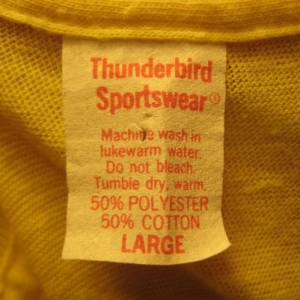 Thunderbird
Sportswear®
Machine wash in
lukewarm water.
Do not bleach.
Tumble dry, warm.
50% POLYESTER
50% COTTON
LARGE